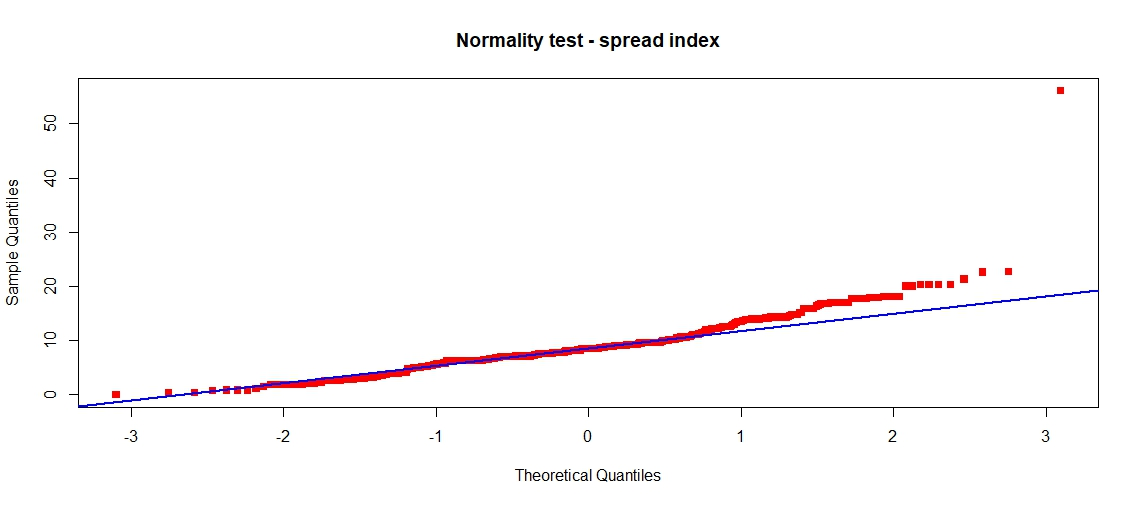 Normality test - spread index
Sample Quantiles
50
40
30
20
10
0
-3 -2 -1 0 1 2 3
Theoretical Quantiles